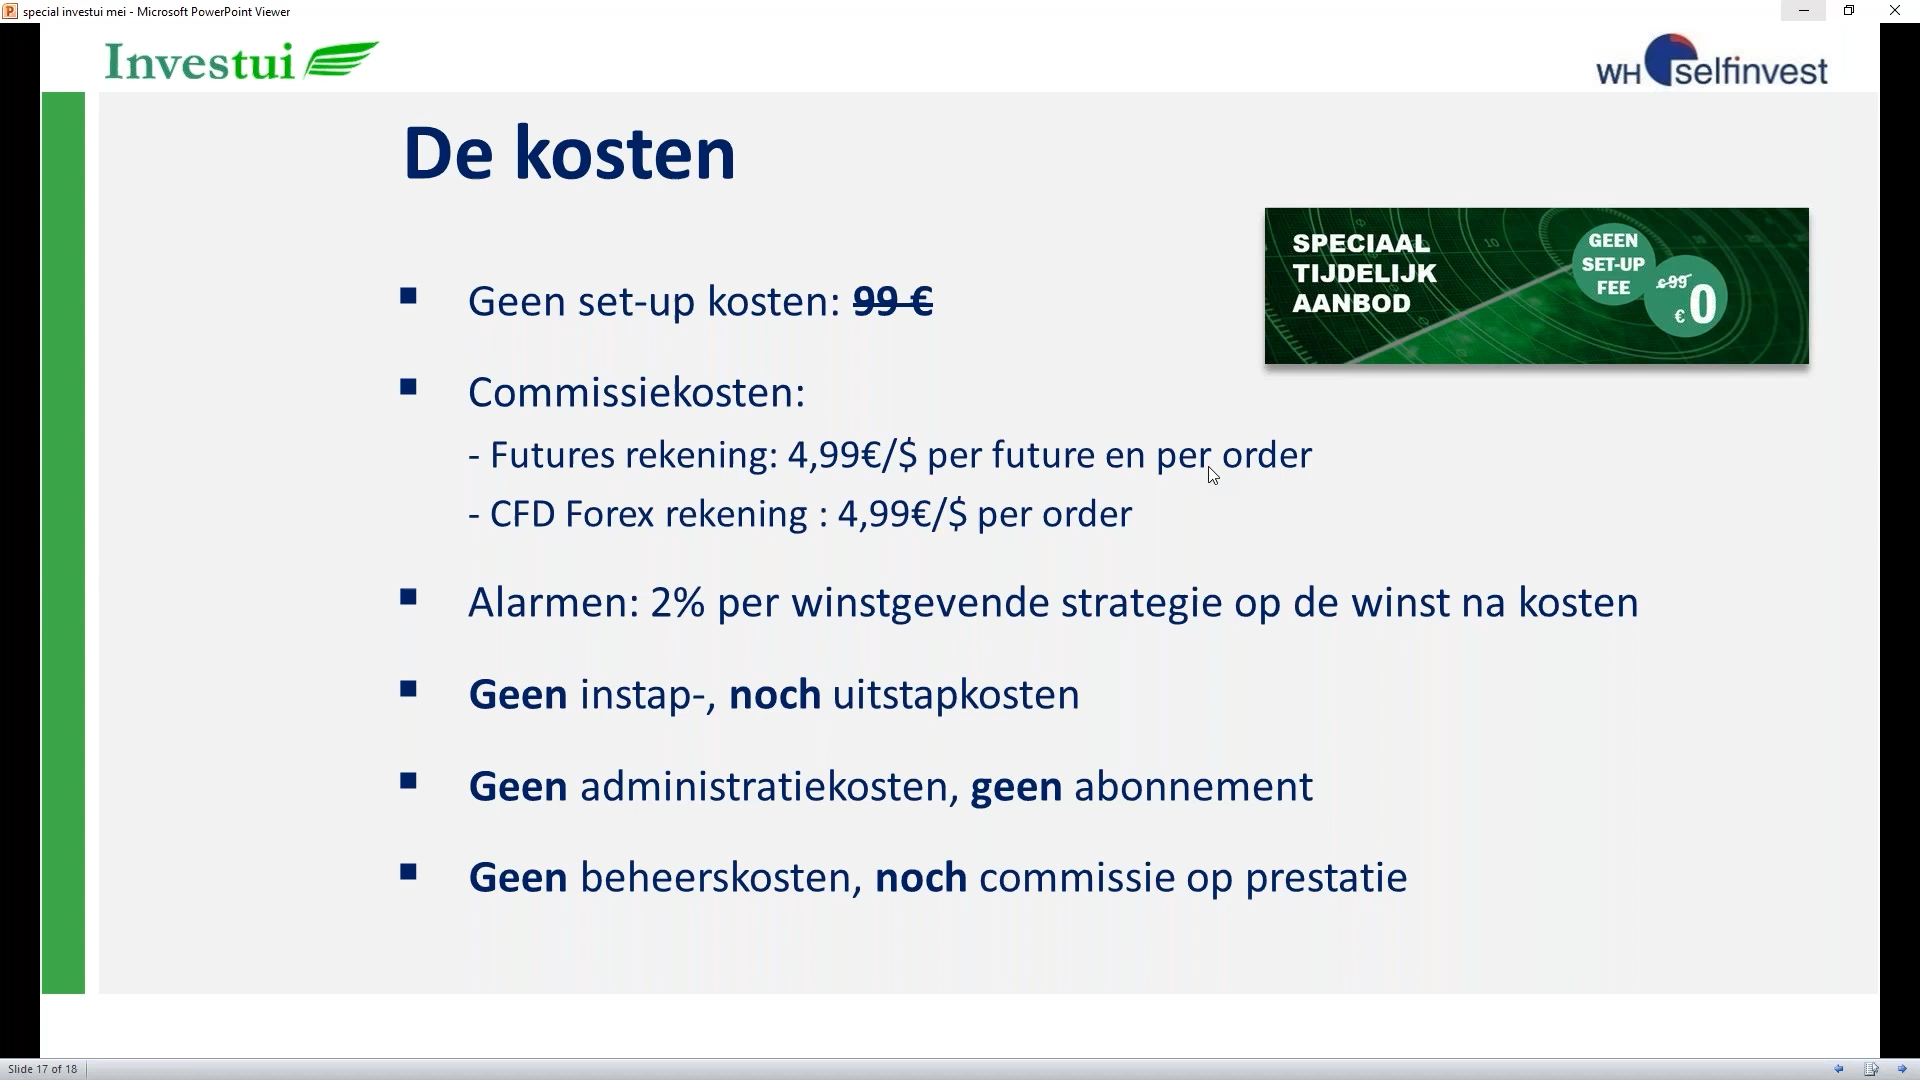 special investui mei - Microsoft PowerPoint Viewer
Investui
WH selfinvest
De kosten
SPECIAAL
TIJDELIJK
AANBOD
GEEN
SET-UP
FEE
€ 99
€ 0
Geen set-up kosten: 99 €
Commissiekosten:
- Futures rekening: 4,99€/$ per future en per order
- CFD Forex rekening : 4,99€/$ per order
Alarmen: 2% per winstgevende strategie op de winst na kosten
Geen instap-, noch uitstapkosten
Geen administratiekosten, geen abonnement
Geen beheerskosten, noch commissie op prestatie
Slide 17 of 18